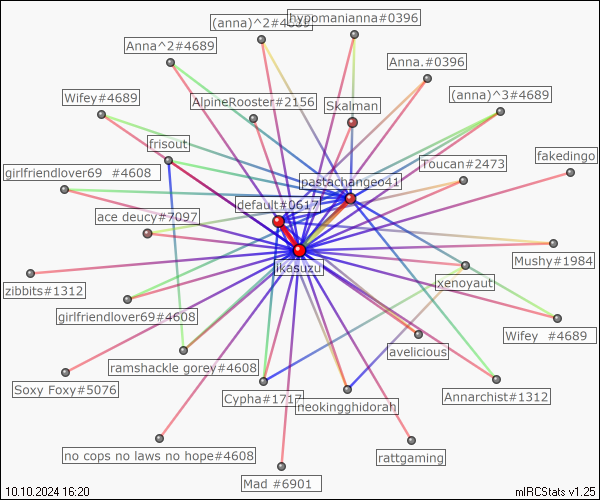 hypomanianna#0396
(anna)^2#4689
Anna^2#4689
Anna.#0396
Wifey#4689
AlpineRooster#2156
Skalman
(anna)^3#4689
frisout
fakedingo
girlfriendlover69 #4608
pastachangeo41
Toucan#2473
default#0617
ace deucy#7097
jkasuzu
Mushy#1984
zibbits#1312
xenoyaut
girlfriendlover69#4608
Wifey #4689
avelicious
ramshackle gorey#4608
Soxy Foxy#5076
Cypha#1717
neokingghidorah
Annarchist#1312
no cops no laws no hope#4608
rattgaming
Mad #6901
10.10.2024 16:20
mIRCStats v1.25